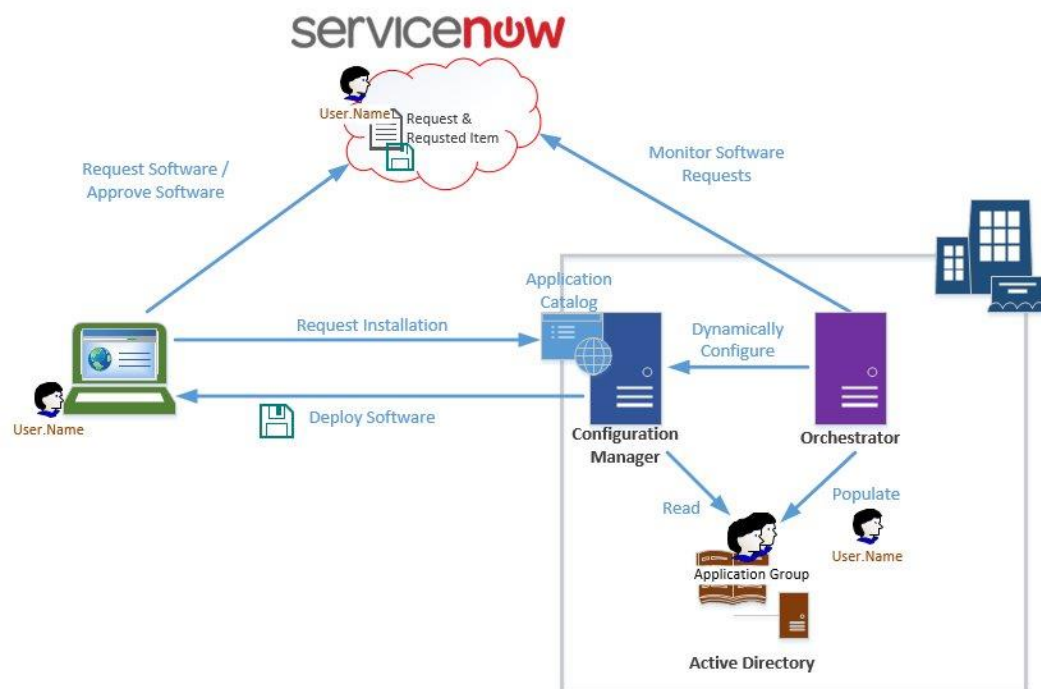 servicenow
User.Name
Request &
Requsted Item
Request Software /
Approve Software
Monitor Software
Requests
Application
Catalog
Request Installation
Dynamically
Configure
Deploy Software
User.Name
Configuration
Manager
Orchestrator
Read
Populate
User.Name
Application Group
Active Directory